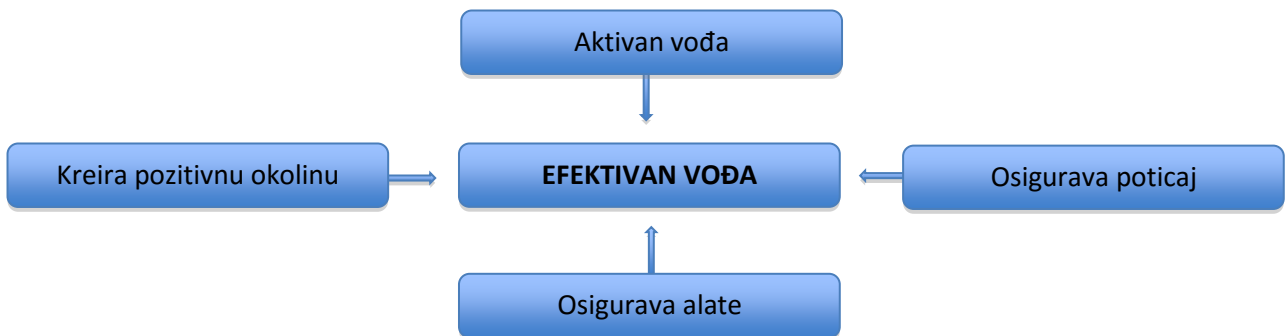 Aktivan vođa
Kreira pozitivnu okolinu
EFEKTIVAN VOĐA
Osigurava poticaj
Osigurava alate